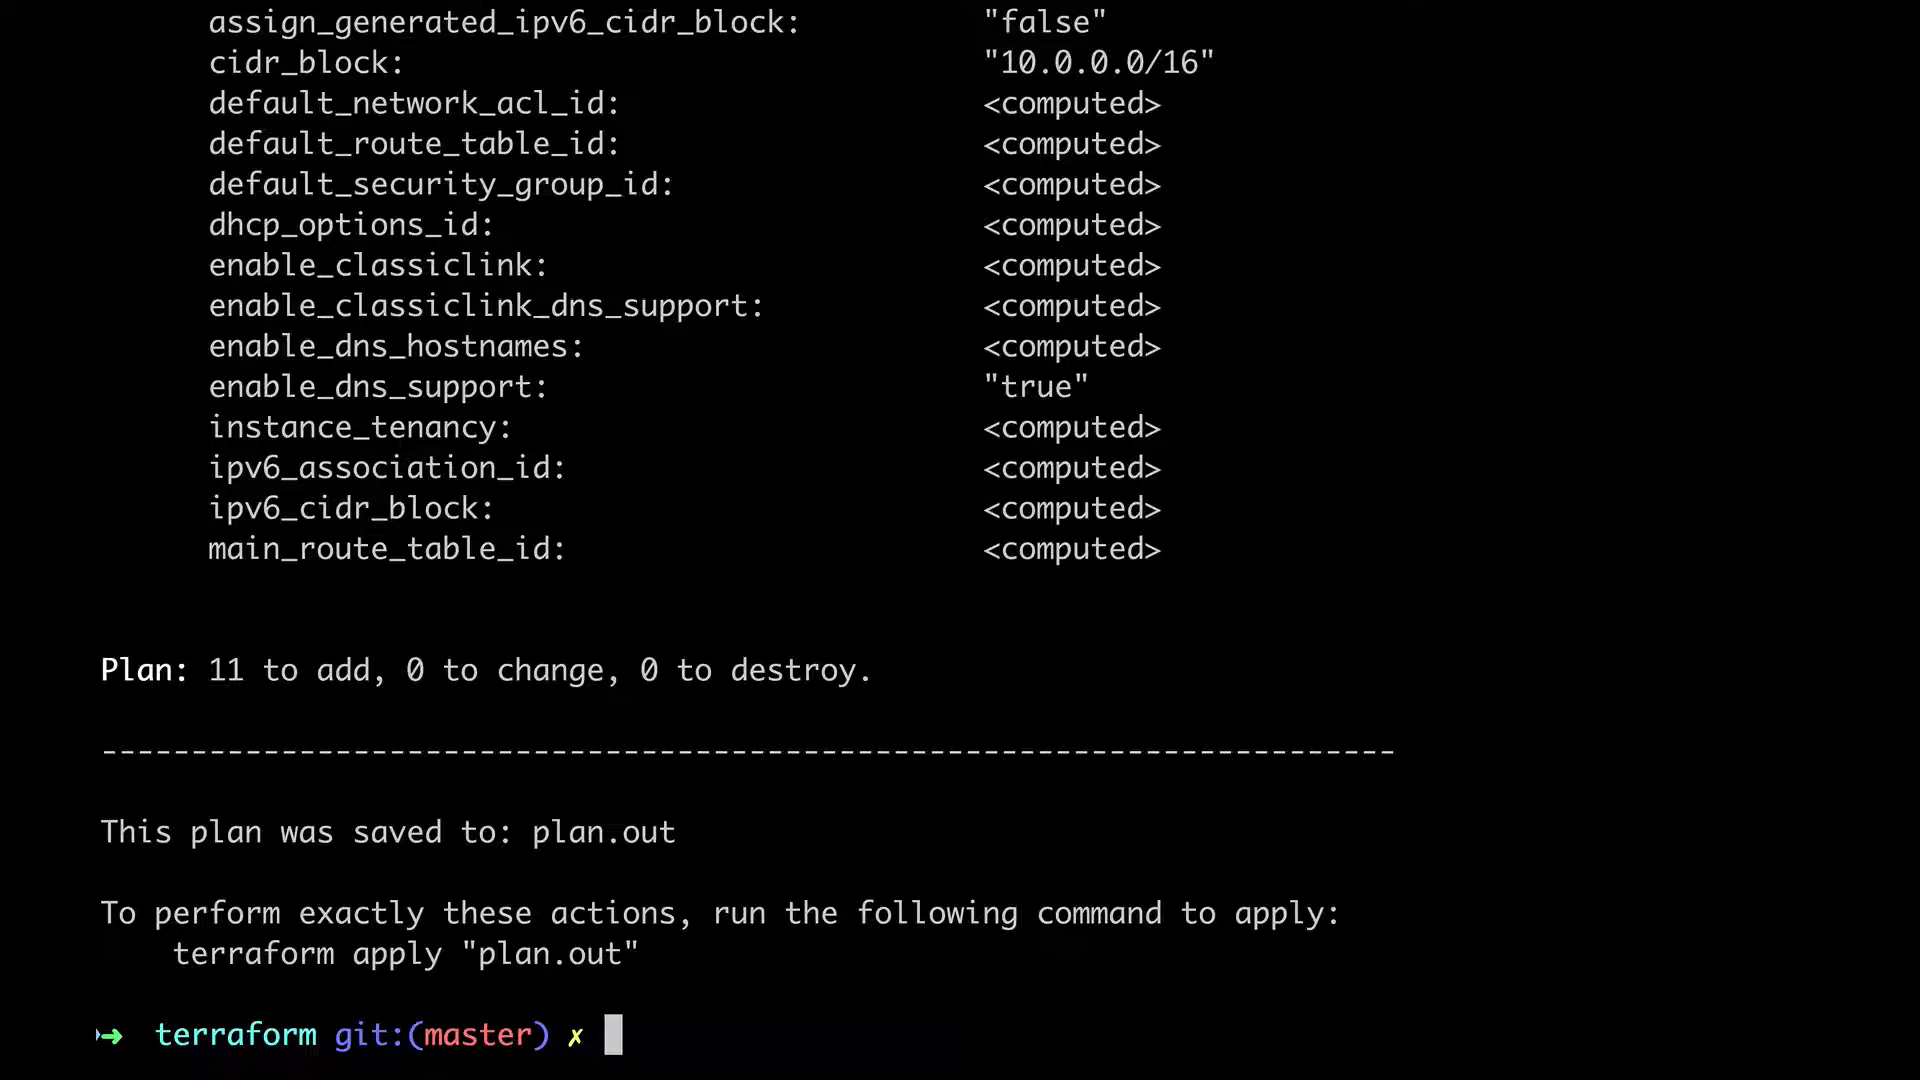 assign_generated_ipv6_cidr_block: "false"
cidr_block: "10.0.0.0/16"
default_network_acl_id: <computed>
default_route_table_id: <computed>
default_security_group_id: <computed>
dhcp_options_id: <computed>
enable_classiclink: <computed>
enable_classiclink_dns_support: <computed>
enable_dns_hostnames: <computed>
enable_dns_support: "true"
instance_tenancy: <computed>
ipv6_association_id: <computed>
ipv6_cidr_block: <computed>
main_route_table_id: <computed>
Plan: 11 to add, 0 to change, 0 to destroy.
------------------------------------------------------------------------
This plan was saved to: plan.out
To perform exactly these actions, run the following command to apply:
terraform apply "plan.out"
➜ terraform git:(master) ✗